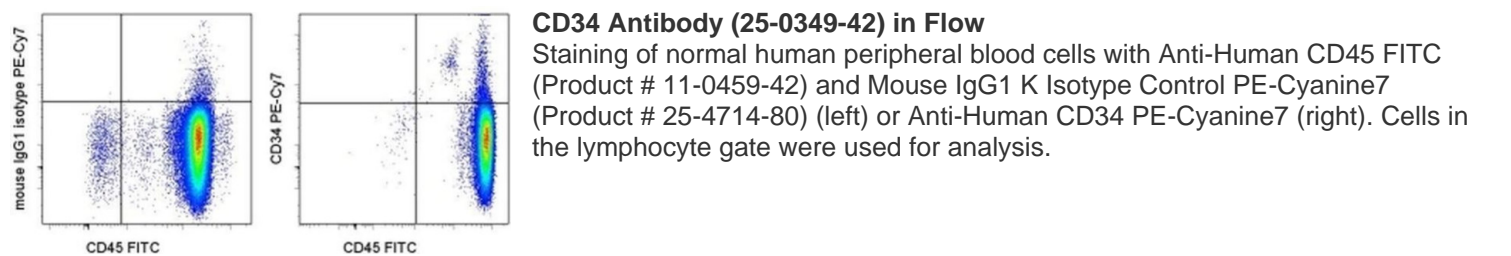 mouse IgG1 isotype PE-Cy7
CD45 FITC
CD34 PE-Cy7
CD45 FITC
CD34 Antibody (25-0349-42) in Flow
Staining of normal human peripheral blood cells with Anti-Human CD45 FITC
(Product # 11-0459-42) and Mouse IgG1 K Isotype Control PE-Cyanine7
(Product # 25-4714-80) (left) or Anti-Human CD34 PE-Cyanine7 (right). Cells in
the lymphocyte gate were used for analysis.